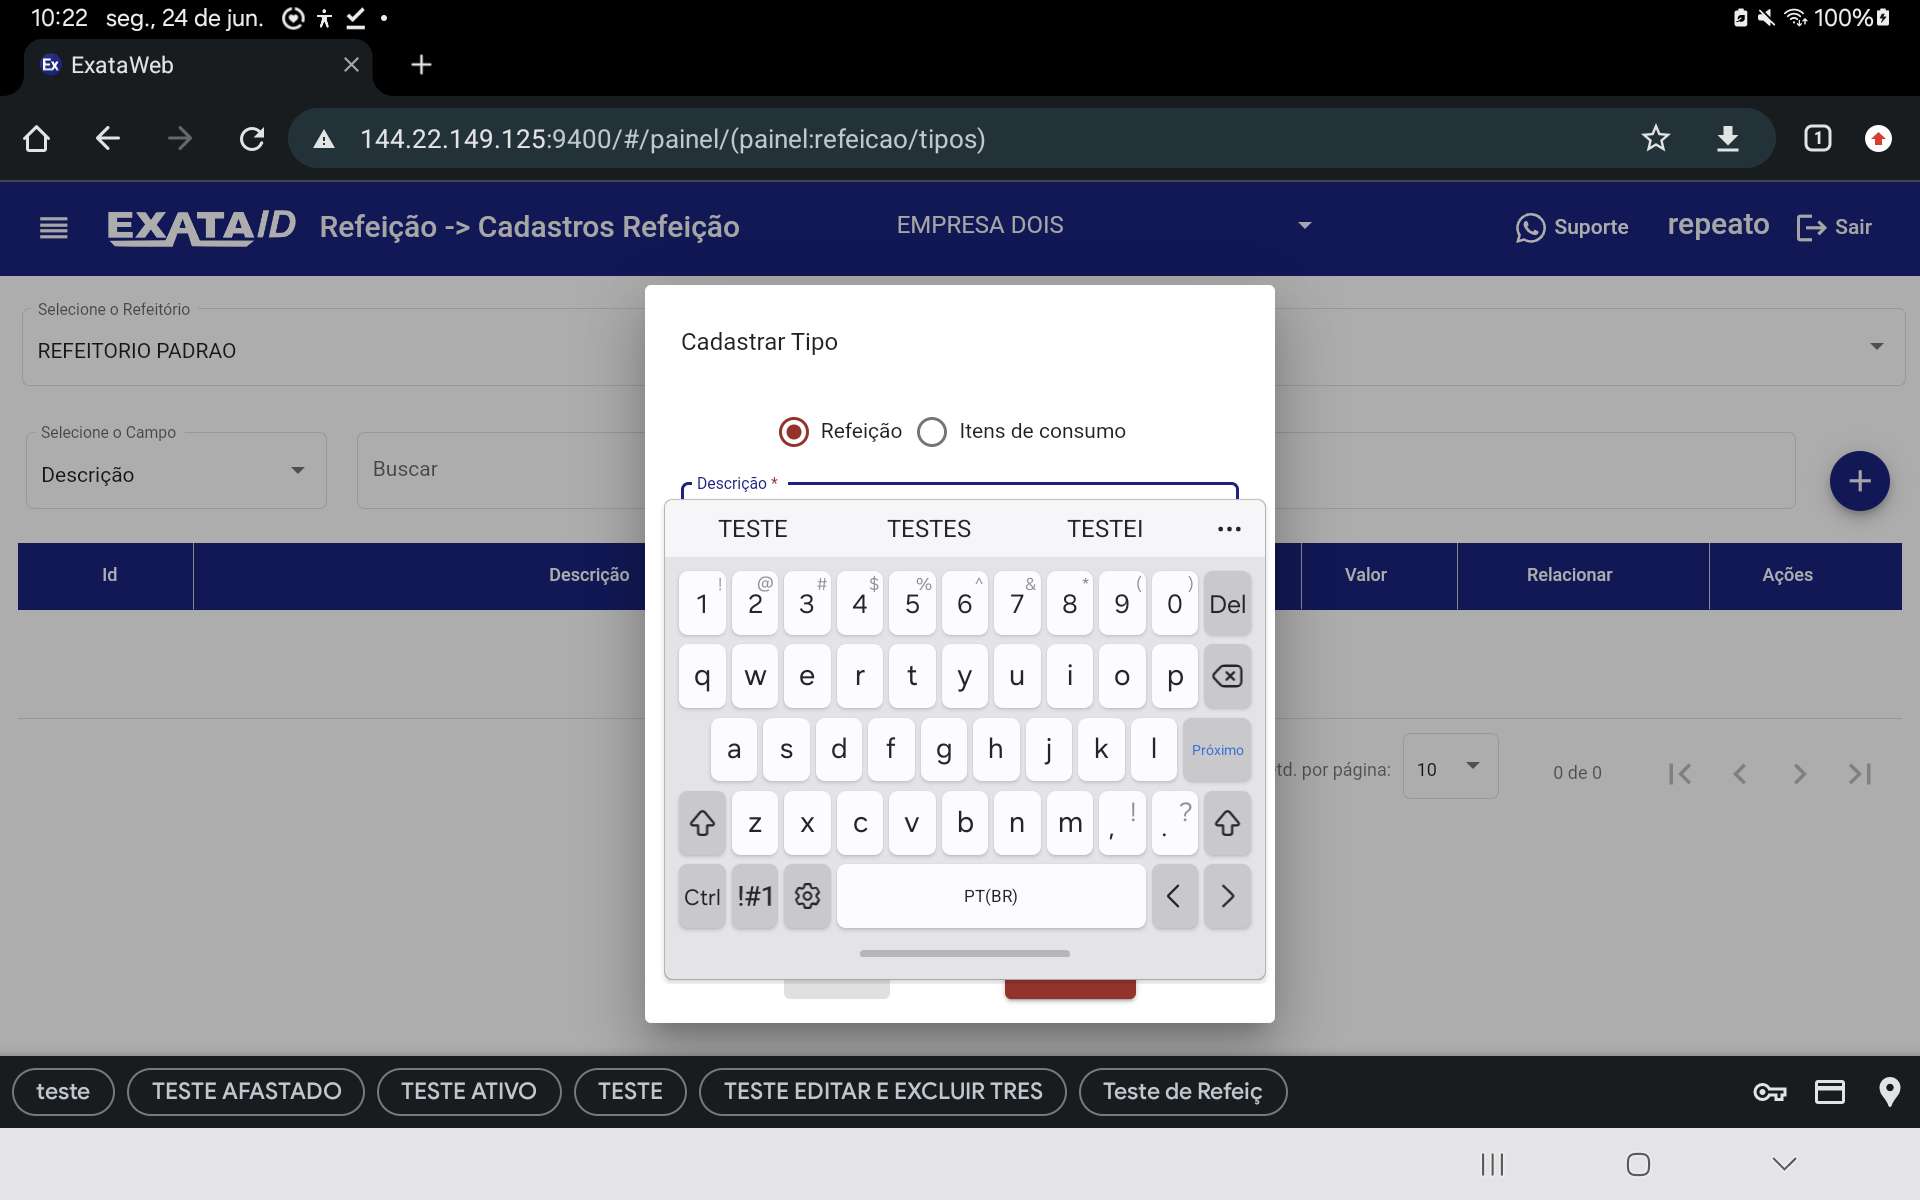 10:22 seg., 24 de jun. 100%
Ex ExataWeb
144.22.149.125:9400/#/painel/(painel:refeicao/tipos) 1
EXATAID Refeição -> Cadastros Refeição EMPRESA DOIS Suporte repeato Sair
Selecione o Refeitório
REFEITORIO PADRAO
Cadastrar Tipo
Selecione o Campo
Descrição
Buscar
Refeição Itens de consumo
Descrição *
TESTE TESTES TESTEI ...
Id Descrição Valor Relacionar Ações
! @ # $ % ^ & * ( )
1 2 3 4 5 6 7 8 9 0 Del
q w e r t y u i o p
a s d f g h j k l Próximo
td. por página: 10 0 de 0
z x c v b n m , ! . ?
Ctrl !#1 PT(BR) < >
teste TESTE AFASTADO TESTE ATIVO TESTE TESTE EDITAR E EXCLUIR TRES Teste de Refeiç